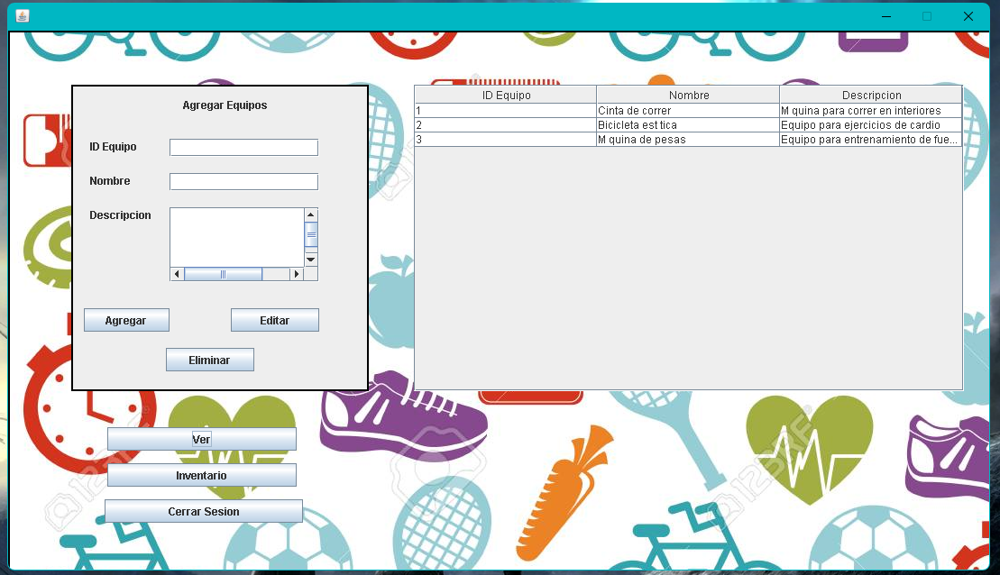 Agregar Equipos
ID Equipo
Nombre
Descripcion
Agregar
Editar
Eliminar
Ver
Inventario
Cerrar Sesion
ID Equipo Nombre Descripcion
1 Cinta de correr M quina para correr en interiores
2 Bicicleta est tica Equipo para ejercicios de cardio
3 M quina de pesas Equipo para entrenamiento de fue...
123RF
123RF